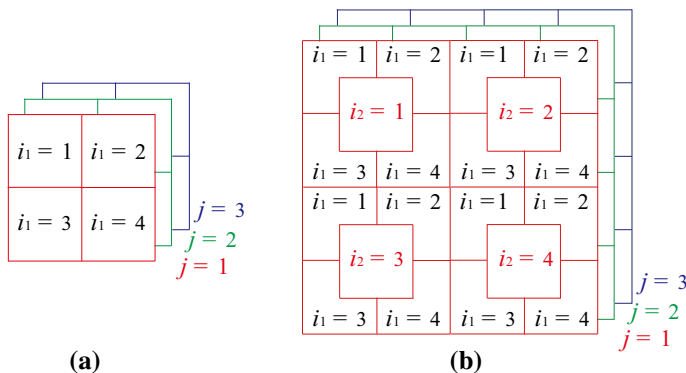 i₁ = 1 i₁ = 2
i₁ = 3 i₁ = 4
j = 3
j = 2
j = 1
(a)
i₁ = 1 i₁ = 2 i₁ = 1 i₁ = 2
i₂ = 1 i₂ = 2
i₁ = 3 i₁ = 4 i₁ = 3 i₁ = 4
i₁ = 1 i₁ = 2 i₁ = 1 i₁ = 2
i₂ = 3 i₂ = 4
i₁ = 3 i₁ = 4 i₁ = 3 i₁ = 4
j = 3
j = 2
j = 1
(b)